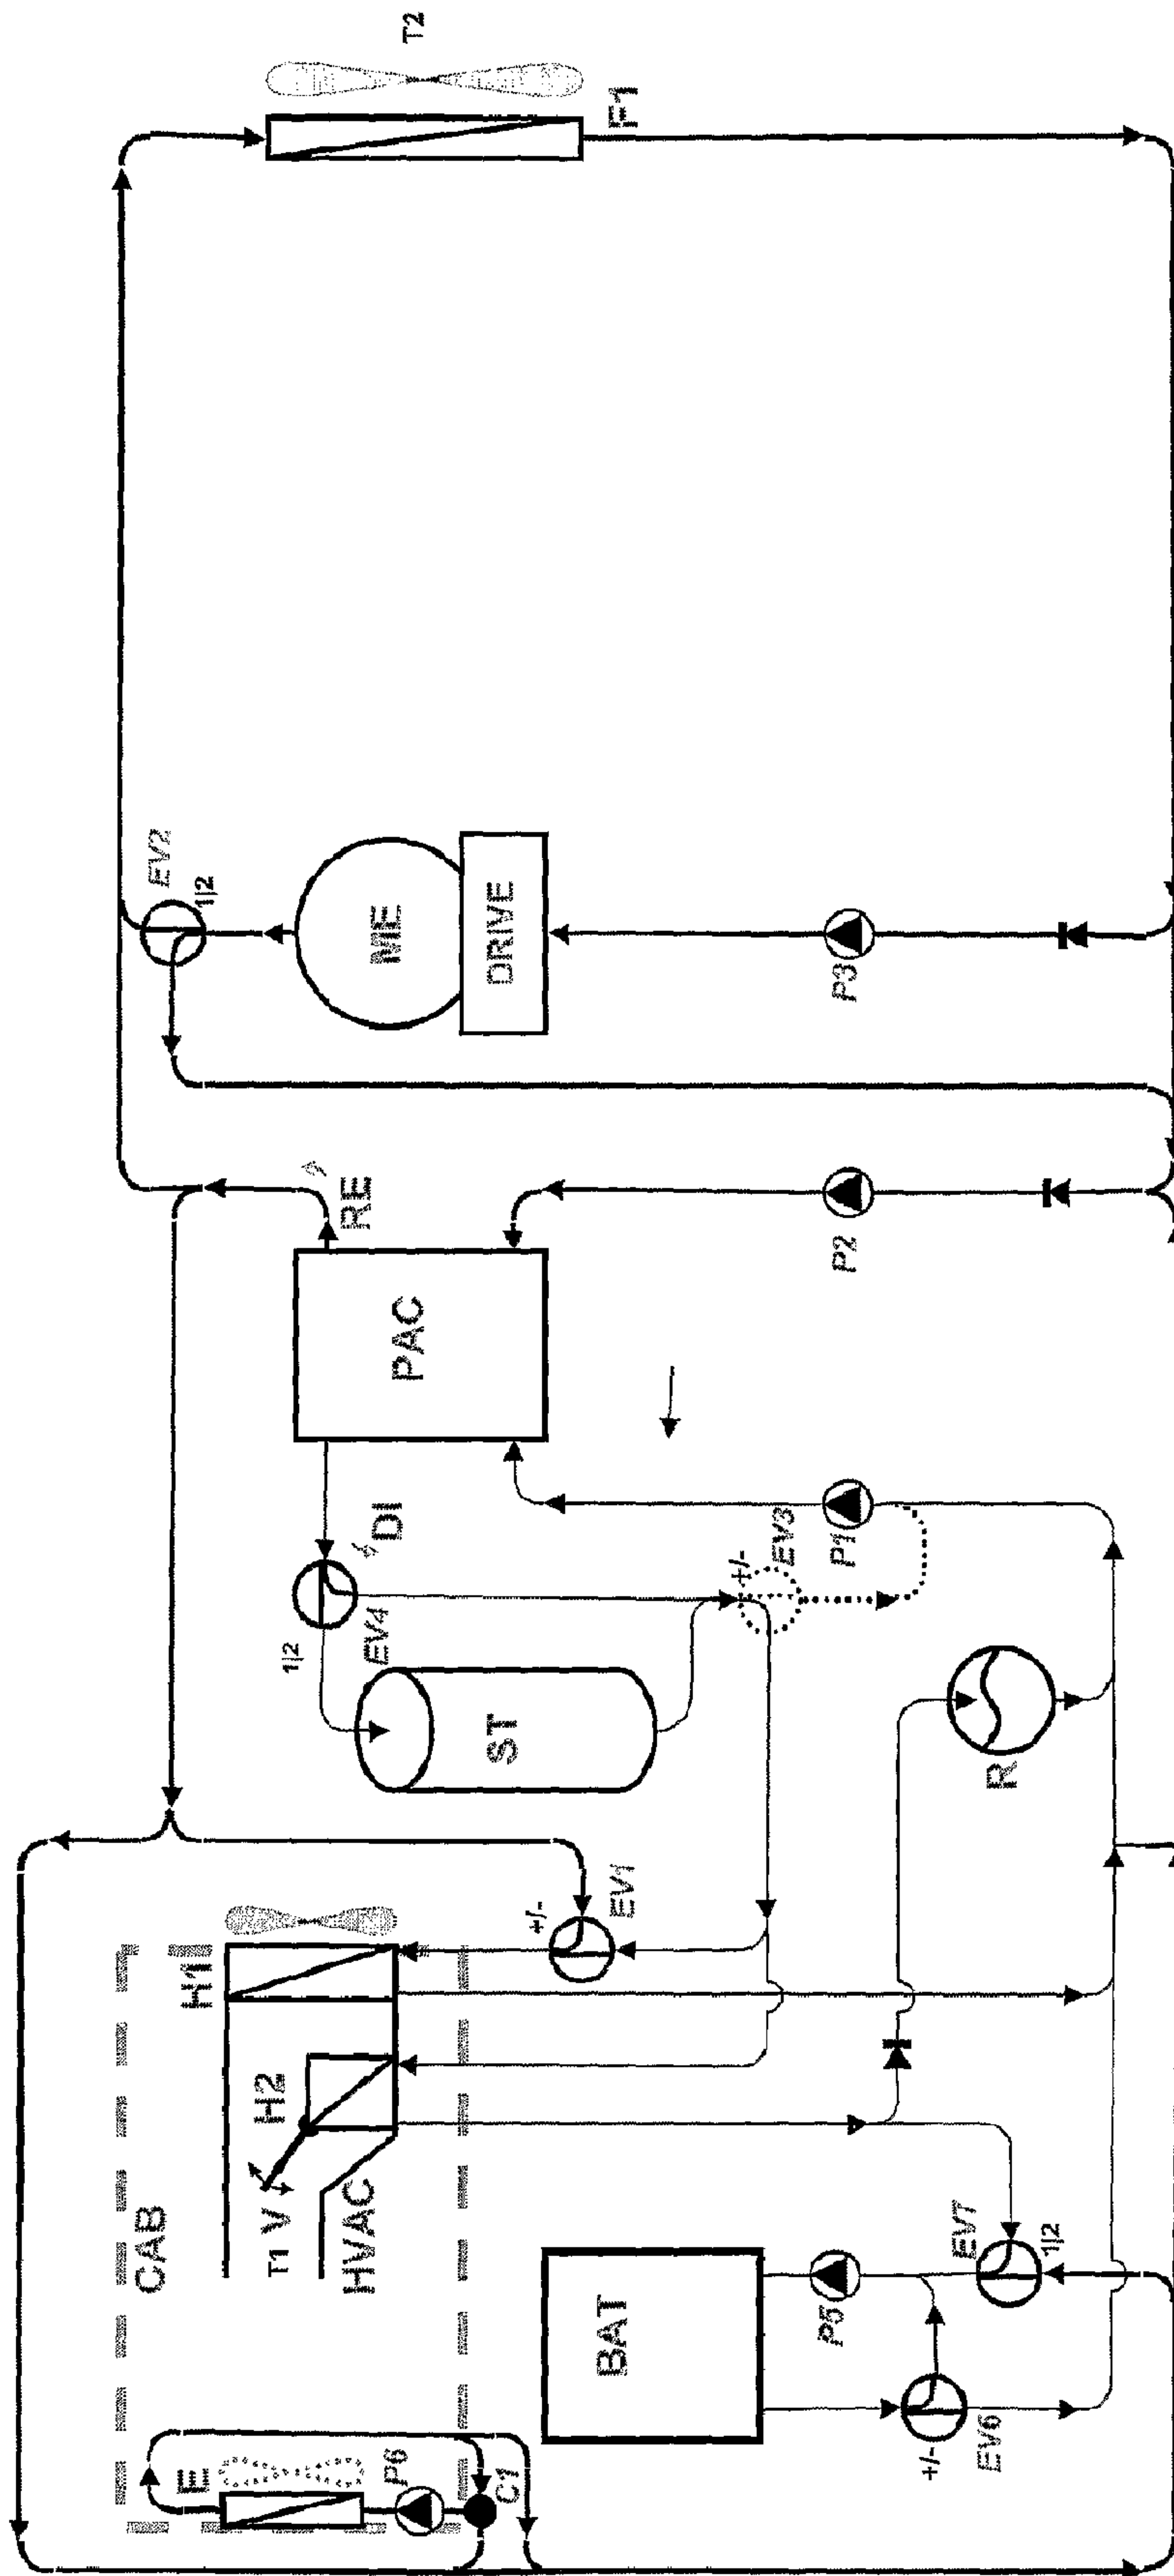 T2
F1
EV2
1|2
ME
DRIVE
P3
RE
PAC
P2
DI
1|2
EV4
ST
+/-
EV3
P1
R
H1
+/-
EV1
H2
CAB
T1
V
HVAC
BAT
P5
EV7
1|2
E
P6
C1
+/-
EV6